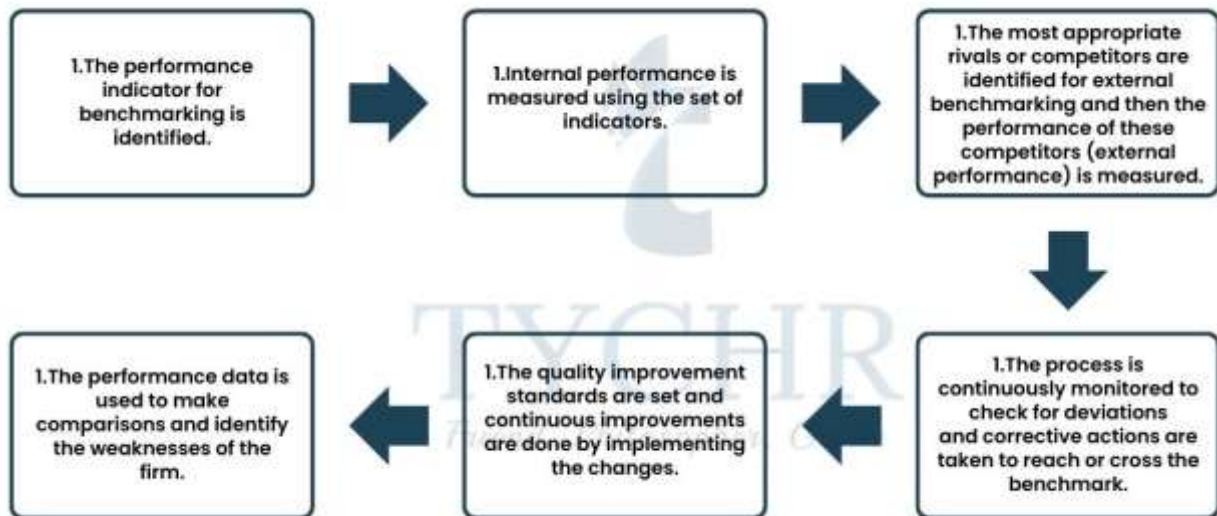 1.The performance
indicator for
benchmarking is
identified.
1.Internal performance is
measured using the set of
indicators.
1.The most appropriate
rivals or competitors are
identified for external
benchmarking and then the
performance of these
competitors (external
performance) is measured.
1.The process is
continuously monitored to
check for deviations
and corrective actions are
taken to reach or cross the
benchmark.
1.The quality improvement
standards are set and
continuous improvements
are done by implementing
the changes.
1.The performance data is
used to make
comparisons and identify
the weaknesses of the
firm.
TYCHR